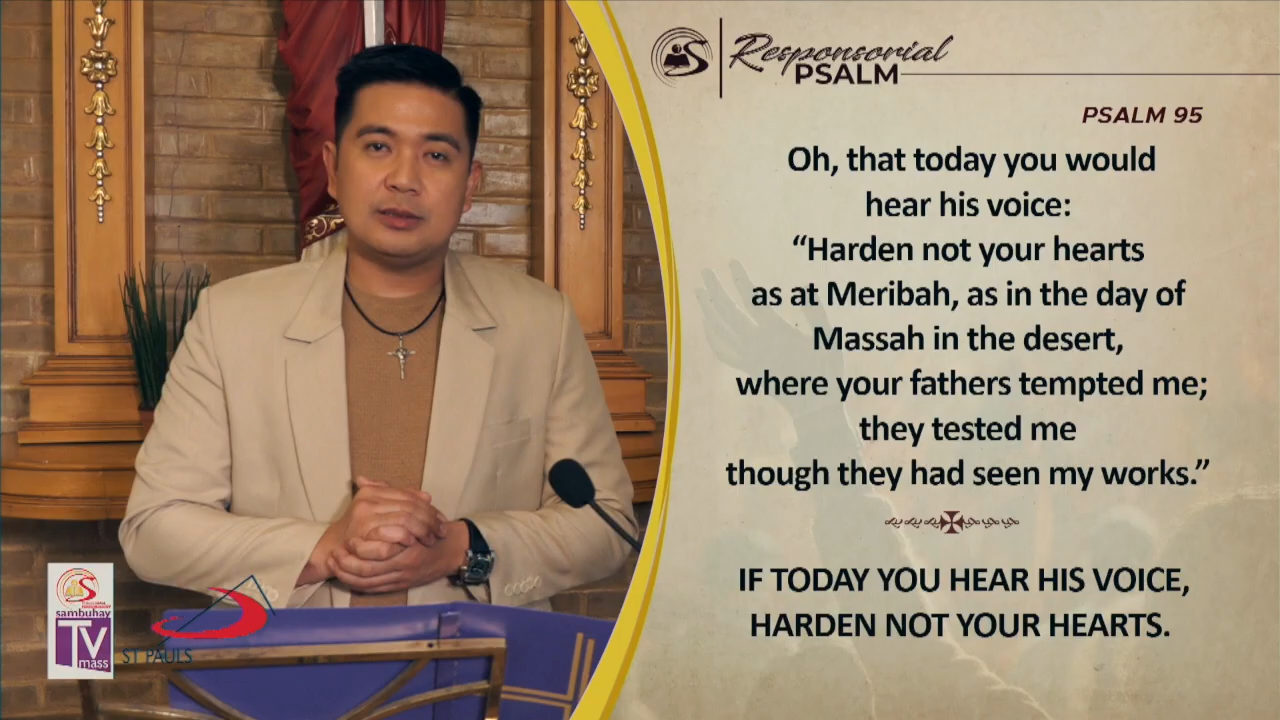 Responsorial
PSALM
PSALM 95
Oh, that today you would
hear his voice:
“Harden not your hearts
as at Meribah, as in the day of
Massah in the desert,
where your fathers tempted me;
they tested me
though they had seen my works.”
IF TODAY YOU HEAR HIS VOICE,
HARDEN NOT YOUR HEARTS.
sambuhay
TV
mass
ST PAULS